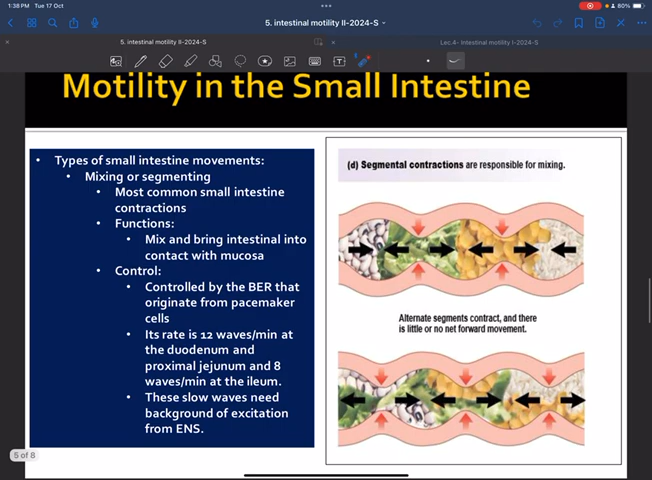 1:38 PM Tue 17 Oct
80%
5. intestinal motility II-2024-S
5. intestinal motility II-2024-S
Lec.4- Intestinal motility I-2024-S
Motility in the Small Intestine
• Types of small intestine movements:
• Mixing or segmenting
• Most common small intestine
contractions
• Functions:
• Mix and bring intestinal into
contact with mucosa
• Control:
• Controlled by the BER that
originate from pacemaker
cells
• Its rate is 12 waves/min at
the duodenum and
proximal jejunum and 8
waves/min at the ileum.
• These slow waves need
background of excitation
from ENS.
(d) Segmental contractions are responsible for mixing.
Alternate segments contract, and there
is little or no net forward movement.
5 of 8